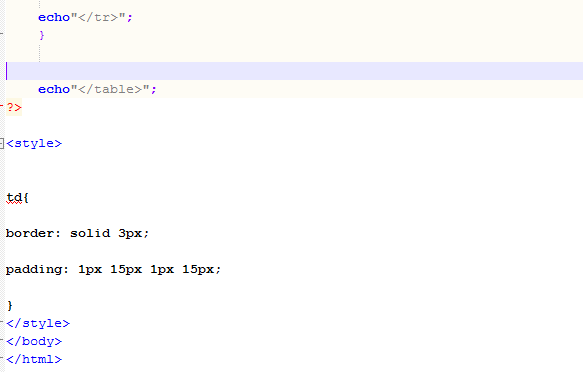 echo"</tr>";
}
echo"</table>";
?>
<style>
td{
border: solid 3px;
padding: 1px 15px 1px 15px;
}
</style>
</body>
</html>